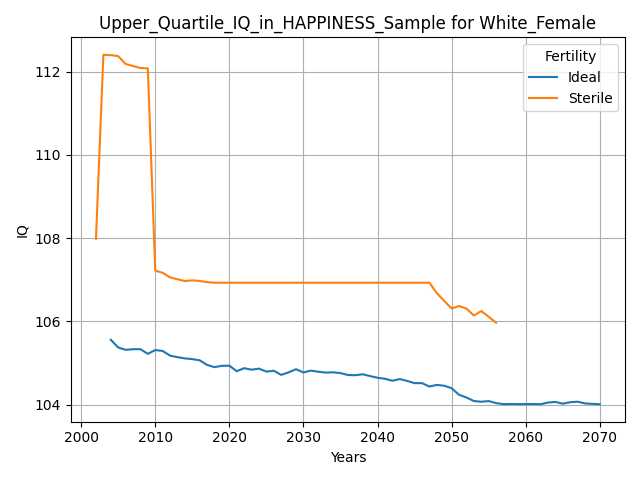 Upper_Quartile_IQ_in_HAPPINESS_Sample for White_Female
Fertility
Ideal
Sterile
112
110
108
106
104
IQ
2000 2010 2020 2030 2040 2050 2060 2070
Years